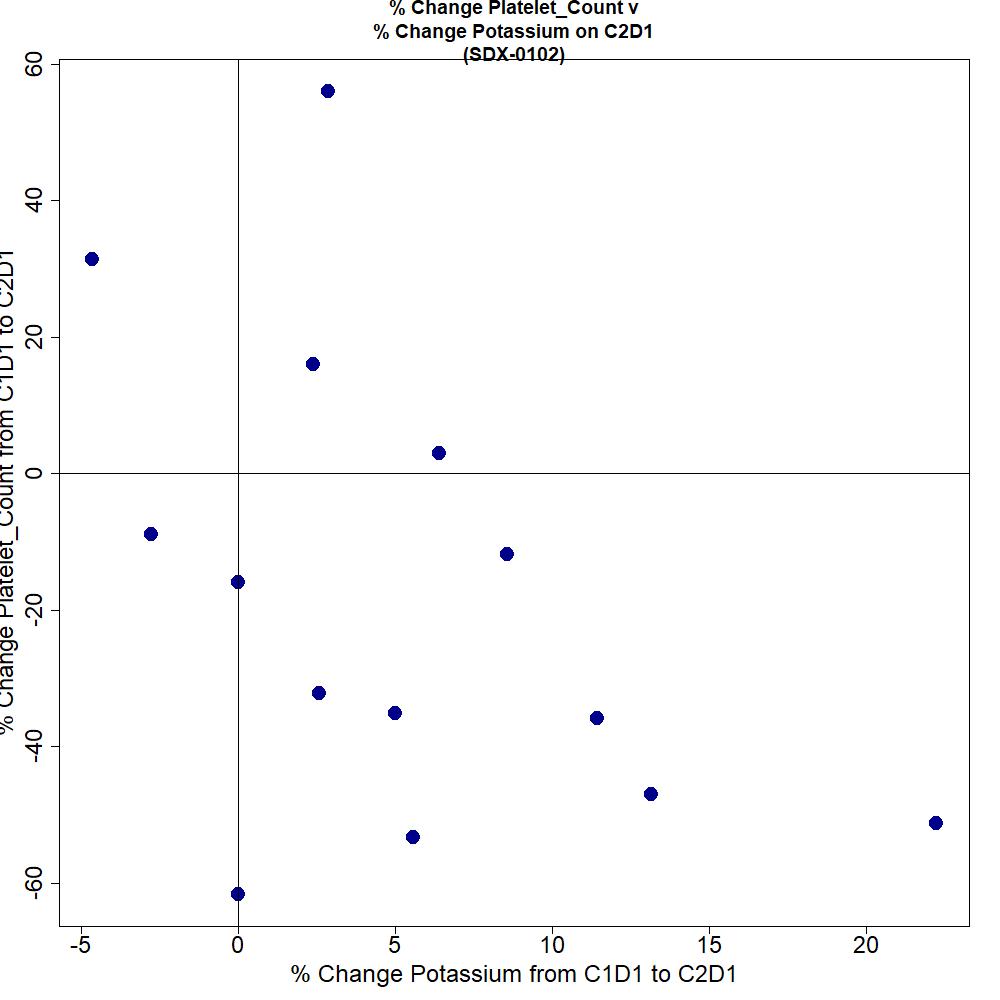 % Change Platelet_Count v
% Change Potassium on C2D1
(SDX-0102)
60
40
20
0
-20
-40
-60
% Change Platelet_Count from C1D1 to C2D1
-5
0
5
10
15
20
% Change Potassium from C1D1 to C2D1